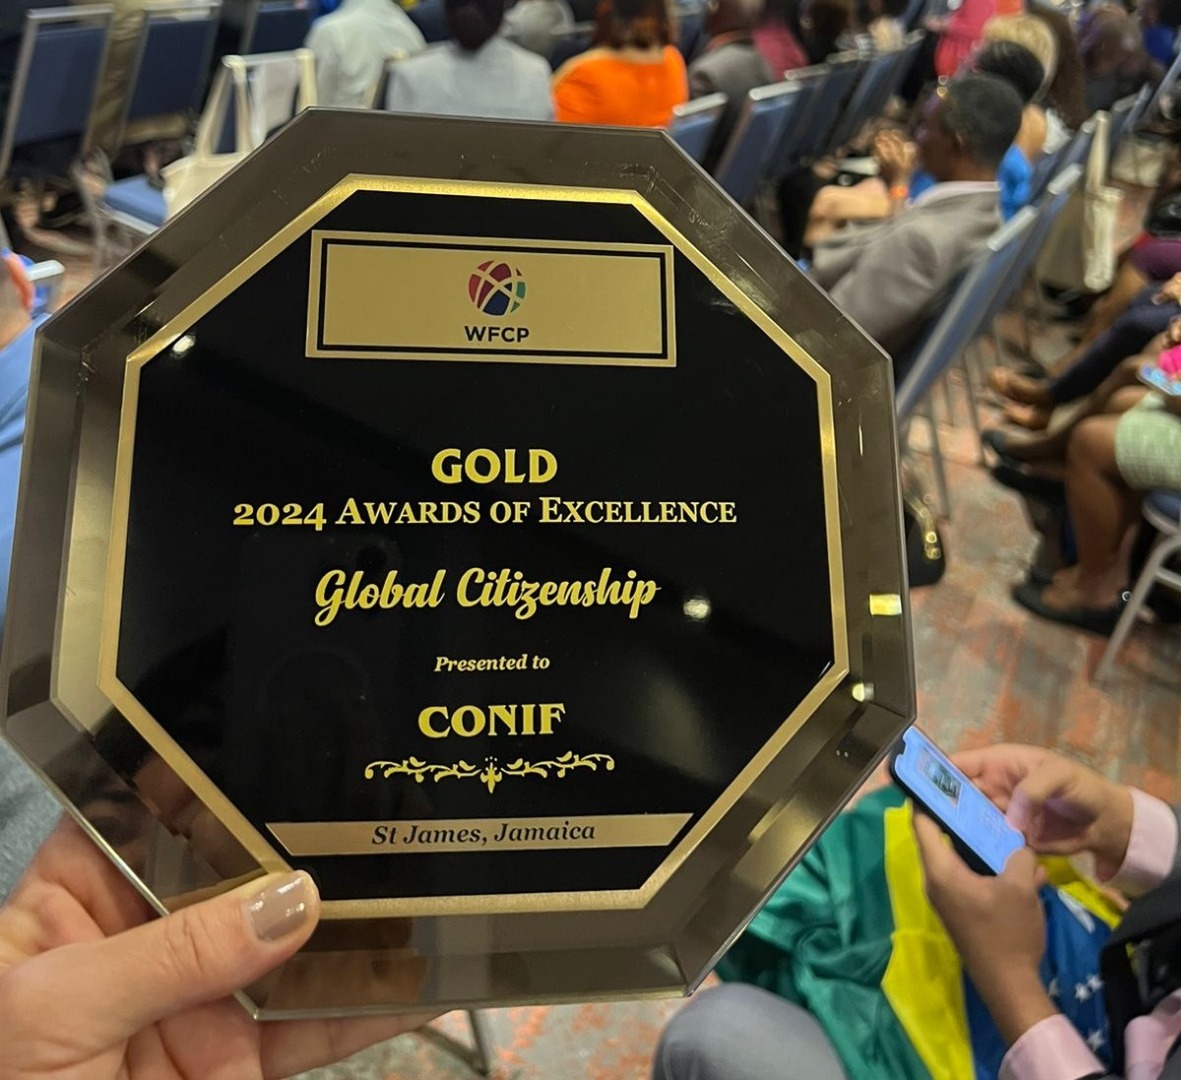 WFCP
GOLD
2024 AWARDS OF EXCELLENCE
Global Citizenship
Presented to
CONIF
St James, Jamaica